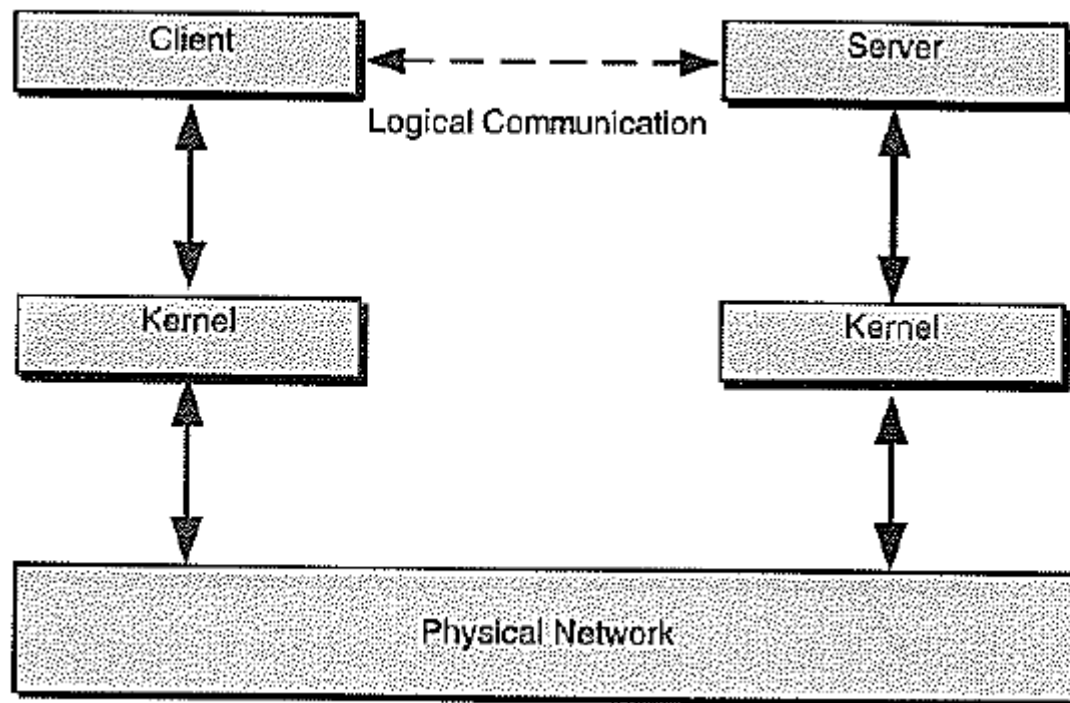 Client
Server
Logical Communication
Kernel
Kernel
Physical Network